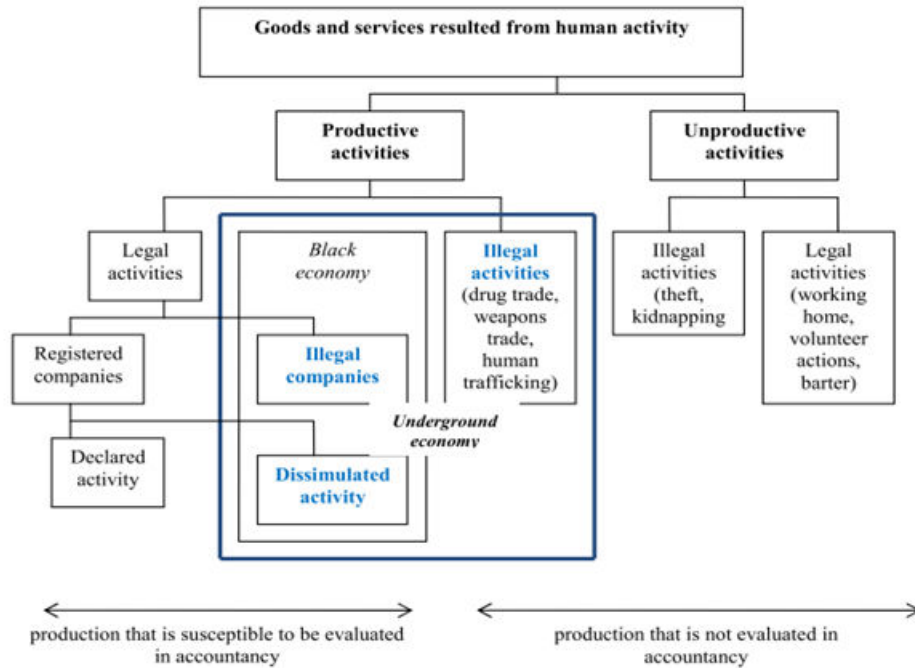 Goods and services resulted from human activity
Productive
activities
Unproductive
activities
Legal
activities
Black
economy
Illegal
activities
(drug trade,
weapons
trade,
human
trafficking)
Illegal
activities
(theft,
kidnapping
Legal
activities
(working
home,
volunteer
actions,
barter)
Registered
companies
Illegal
companies
Underground
economy
Declared
activity
Dissimulated
activity
production that is susceptible to be evaluated
in accountancy
production that is not evaluated in
accountancy